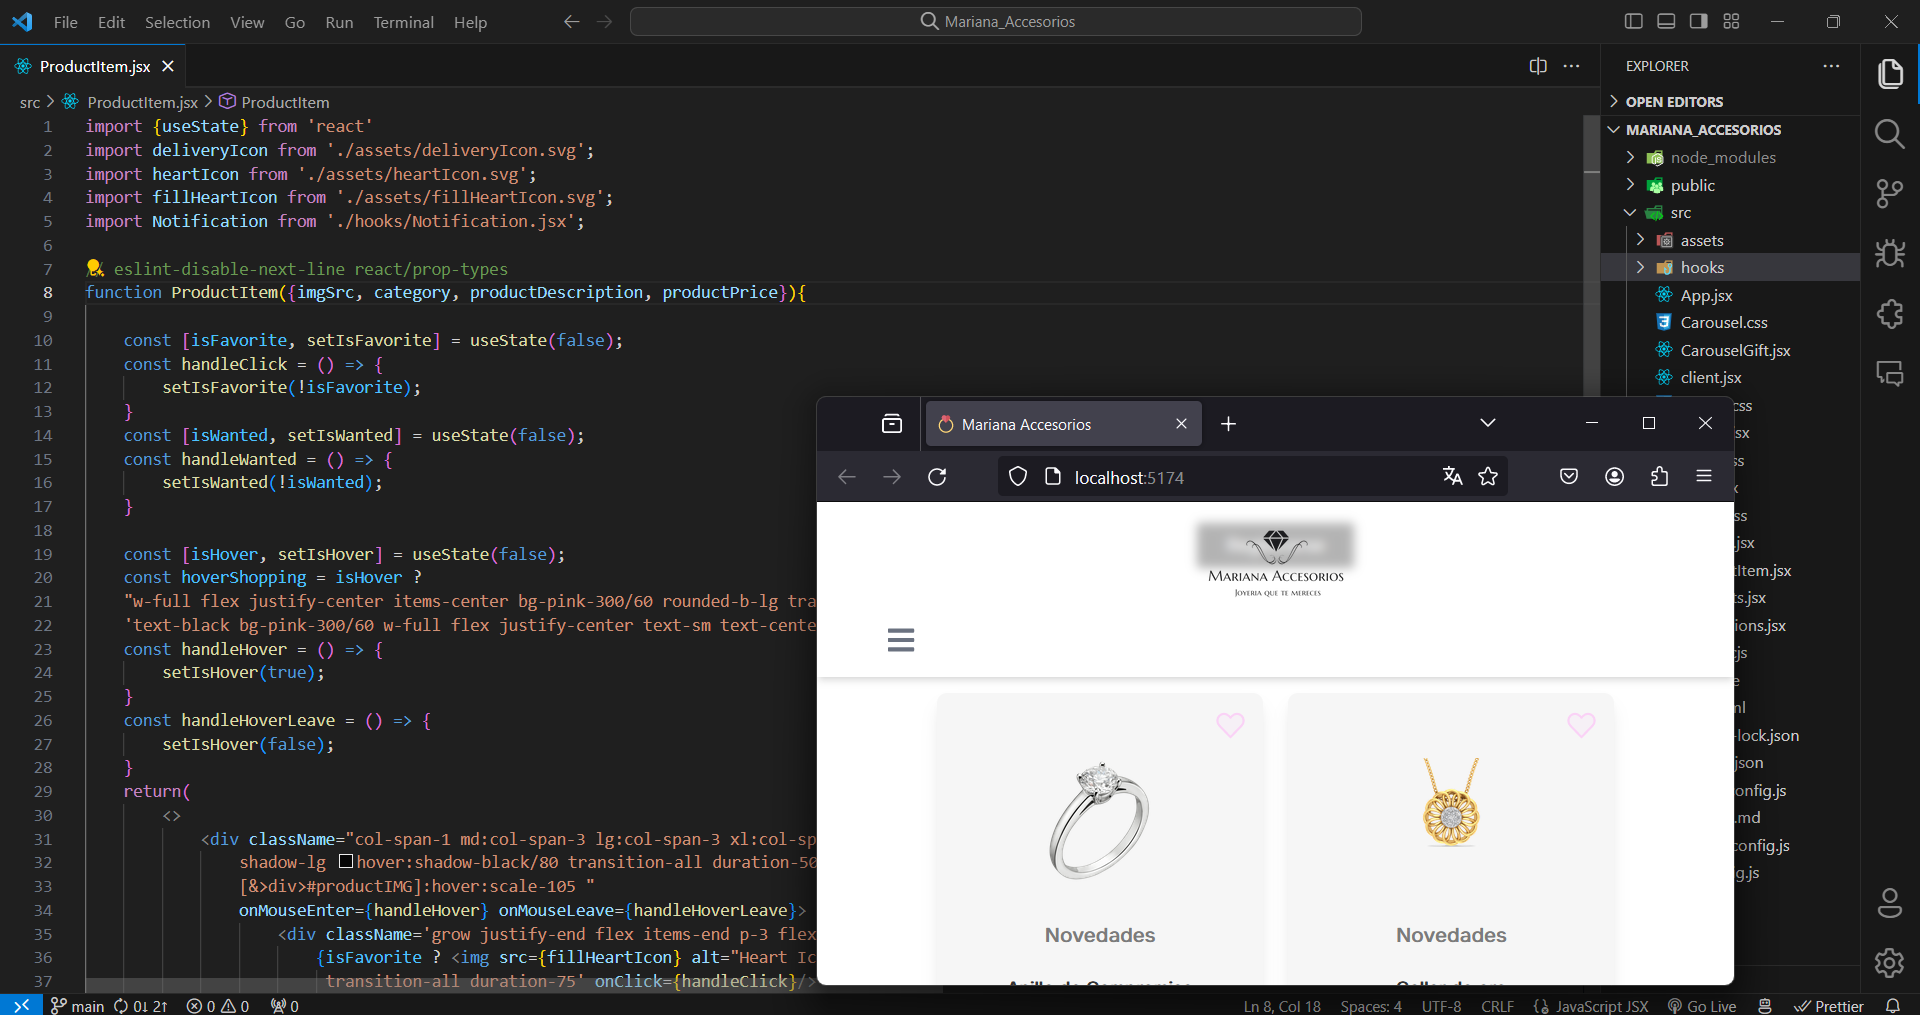 File Edit Selection View Go Run Terminal Help
Mariana_Accesorios
ProductItem.jsx
src > ProductItem.jsx > ProductItem
1 import {useState} from 'react'
2 import deliveryIcon from './assets/deliveryIcon.svg';
3 import heartIcon from './assets/heartIcon.svg';
4 import fillHeartIcon from './assets/fillHeartIcon.svg';
5 import Notification from './hooks/Notification.jsx';
6
7 eslint-disable-next-line react/prop-types
8 function ProductItem({imgSrc, category, productDescription, productPrice}){
9
10 const [isFavorite, setIsFavorite] = useState(false);
11 const handleClick = () => {
12 setIsFavorite(!isFavorite);
13 }
14 const [isWanted, setIsWanted] = useState(false);
15 const handleWanted = () => {
16 setIsWanted(!isWanted);
17 }
18
19 const [isHover, setIsHover] = useState(false);
20 const hoverShopping = isHover ?
21 "w-full flex justify-center items-center bg-pink-300/60 rounded-b-lg tra
22 'text-black bg-pink-300/60 w-full flex justify-center text-sm text-cente
23 const handleHover = () => {
24 setIsHover(true);
25 }
26 const handleHoverLeave = () => {
27 setIsHover(false);
28 }
29 return(
30 <>
31 <div className="col-span-1 md:col-span-3 lg:col-span-3 xl:col-sp
32 shadow-lg hover:shadow-black/80 transition-all duration-50
33 [&>div>#productIMG]:hover:scale-105 "
34 onMouseEnter={handleHover} onMouseLeave={handleHoverLeave}>
35 <div className='grow justify-end flex items-end p-3 flex
36 {isFavorite ? <img src={fillHeartIcon} alt="Heart Ic
37 transition-all duration-75' onClick={handleClick}/>
EXPLORER
OPEN EDITORS
MARIANA_ACCESORIOS
node_modules
public
src
assets
hooks
App.jsx
Carousel.css
CarouselGift.jsx
client.jsx
css
sx
ss
x
ss
.jsx
tItem.jsx
ts.jsx
ions.jsx
js
e
ml
-lock.json
json
onfig.js
.md
config.js
g.js
Mariana Accesorios
localhost:5174
Mariana Accesorios
Joyeria que te mereces
Novedades
Novedades
main 0↓ 2↑ 0 0 0
Ln 8, Col 18 Spaces: 4 UTF-8 CRLF JavaScript JSX Go Live Prettier